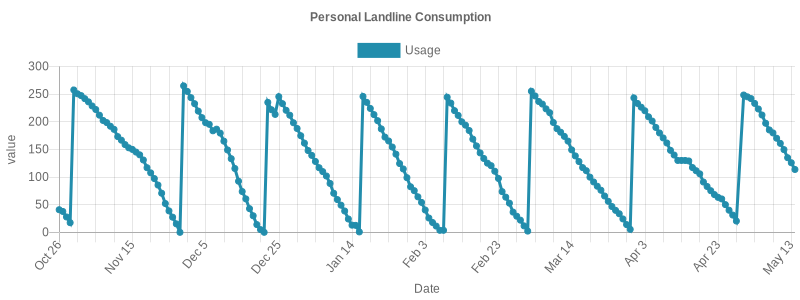 Personal Landline Consumption
Usage
300
250
200
150
100
50
0
value
Oct 26
Nov 15
Dec 5
Dec 25
Jan 14
Feb 3
Feb 23
Mar 14
Apr 3
Apr 23
May 13
Date